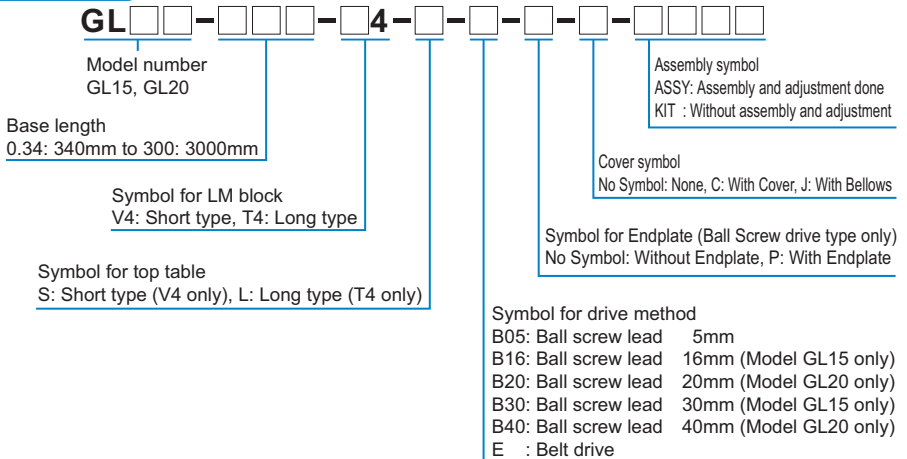 GL□□-□□□-□4-□-□-□-□-□□□□
Model number
GL15, GL20
Base length
0.34: 340mm to 300: 3000mm
Symbol for LM block
V4: Short type, T4: Long type
Symbol for top table
S: Short type (V4 only), L: Long type (T4 only)
Assembly symbol
ASSY: Assembly and adjustment done
KIT : Without assembly and adjustment
Cover symbol
No Symbol: None, C: With Cover, J: With Bellows
Symbol for Endplate (Ball Screw drive type only)
No Symbol: Without Endplate, P: With Endplate
Symbol for drive method
B05: Ball screw lead 5mm
B16: Ball screw lead 16mm (Model GL15 only)
B20: Ball screw lead 20mm (Model GL20 only)
B30: Ball screw lead 30mm (Model GL15 only)
B40: Ball screw lead 40mm (Model GL20 only)
E : Belt drive